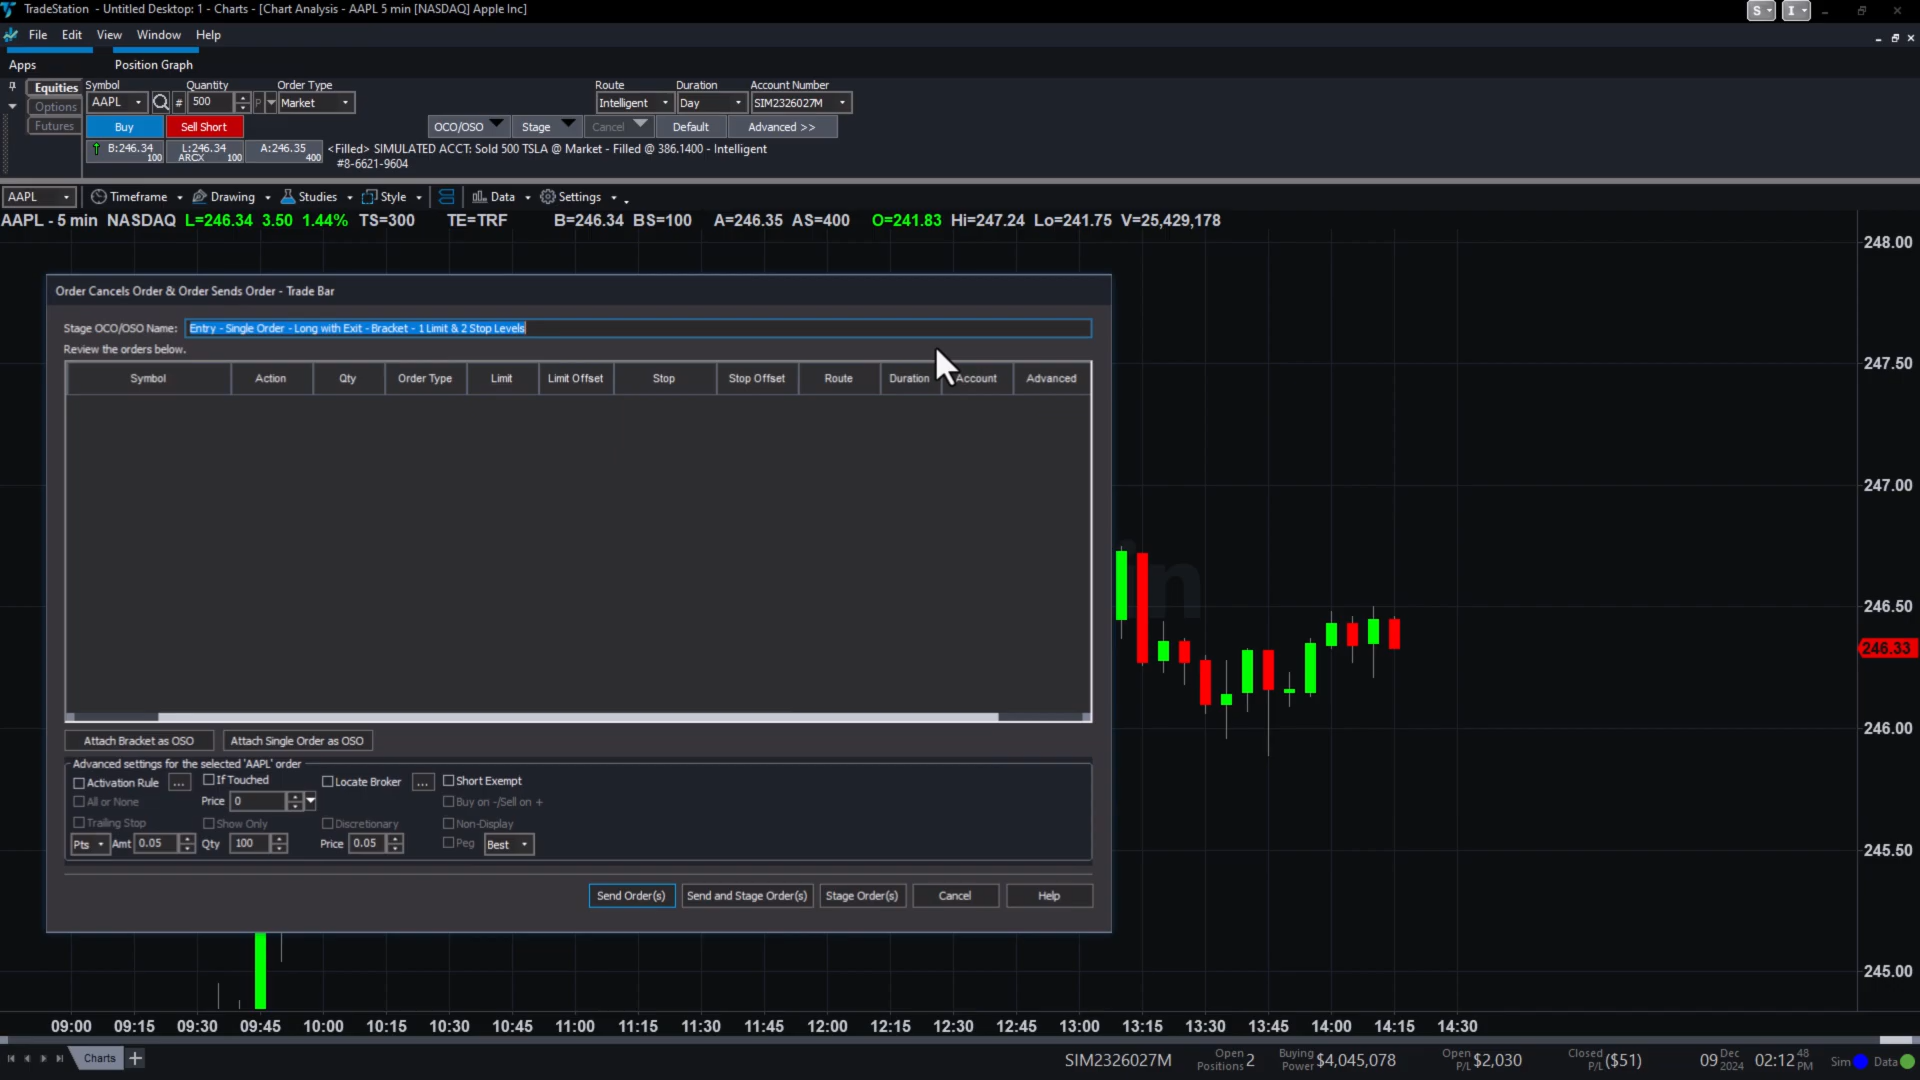 TradeStation - Untitled Desktop: 1 - Charts - [Chart Analysis - AAPL 5 min [NASDAQ] Apple Inc]
S I
File Edit View Window Help
Apps Position Graph
Equities Symbol Quantity Order Type Route Duration Account Number
AAPL # 500 P Market Intelligent Day SIM2326027M
Options
Futures Buy Sell Short OCO/OSO Stage Cancel Default Advanced >>
B:246.34 100 L:246.34 ARCX 100 A:246.35 400 <Filled> SIMULATED ACCT: Sold 500 TSLA @ Market - Filled @ 386.1400 - Intelligent
#8-6621-9604
AAPL Timeframe Drawing Studies Style Data Settings
AAPL - 5 min NASDAQ L=246.34 3.50 1.44% TS=300 TE=TRF B=246.34 BS=100 A=246.35 AS=400 O=241.83 Hi=247.24 Lo=241.75 V=25,429,178
248.00
Order Cancels Order & Order Sends Order - Trade Bar
Stage OCO/OSO Name: Entry - Single Order - Long with Exit - Bracket - 1 Limit & 2 Stop Levels
Review the orders below.
247.50
Symbol Action Qty Order Type Limit Limit Offset Stop Stop Offset Route Duration Account Advanced
247.00
in
246.50
246.33
246.00
Attach Bracket as OSO Attach Single Order as OSO
Advanced settings for the selected 'AAPL' order
Activation Rule ... If Touched Locate Broker ... Short Exempt
All or None Price 0 Buy on -/Sell on +
Trailing Stop Show Only Discretionary Non-Display
Pts Amt 0.05 Qty 100 Price 0.05 Peg Best
245.50
Send Order(s) Send and Stage Order(s) Stage Order(s) Cancel Help
245.00
09:00 09:15 09:30 09:45 10:00 10:15 10:30 10:45 11:00 11:15 11:30 11:45 12:00 12:15 12:30 12:45 13:00 13:15 13:30 13:45 14:00 14:15 14:30
Charts + SIM2326027M Open Positions 2 Buying Power $4,045,078 Open P/L $2,030 Closed P/L ($51) 09 Dec 2024 02:12 48 PM Sim Data